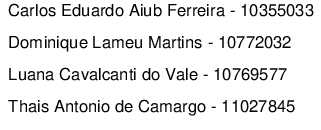 Carlos Eduardo Aiub Ferreira - 10355033
Dominique Lameu Martins - 10772032
Luana Cavalcanti do Vale - 10769577
Thais Antonio de Camargo - 11027845